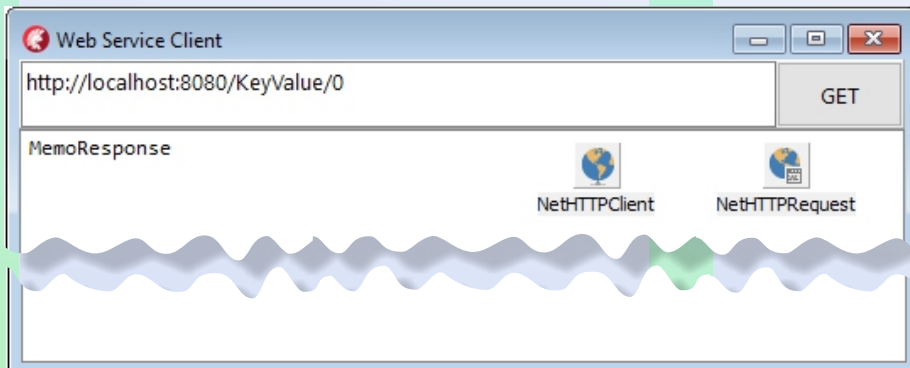 Web Service Client
http://localhost:8080/KeyValue/0
GET
MemoResponse
NetHTTPClient
NetHTTPRequest